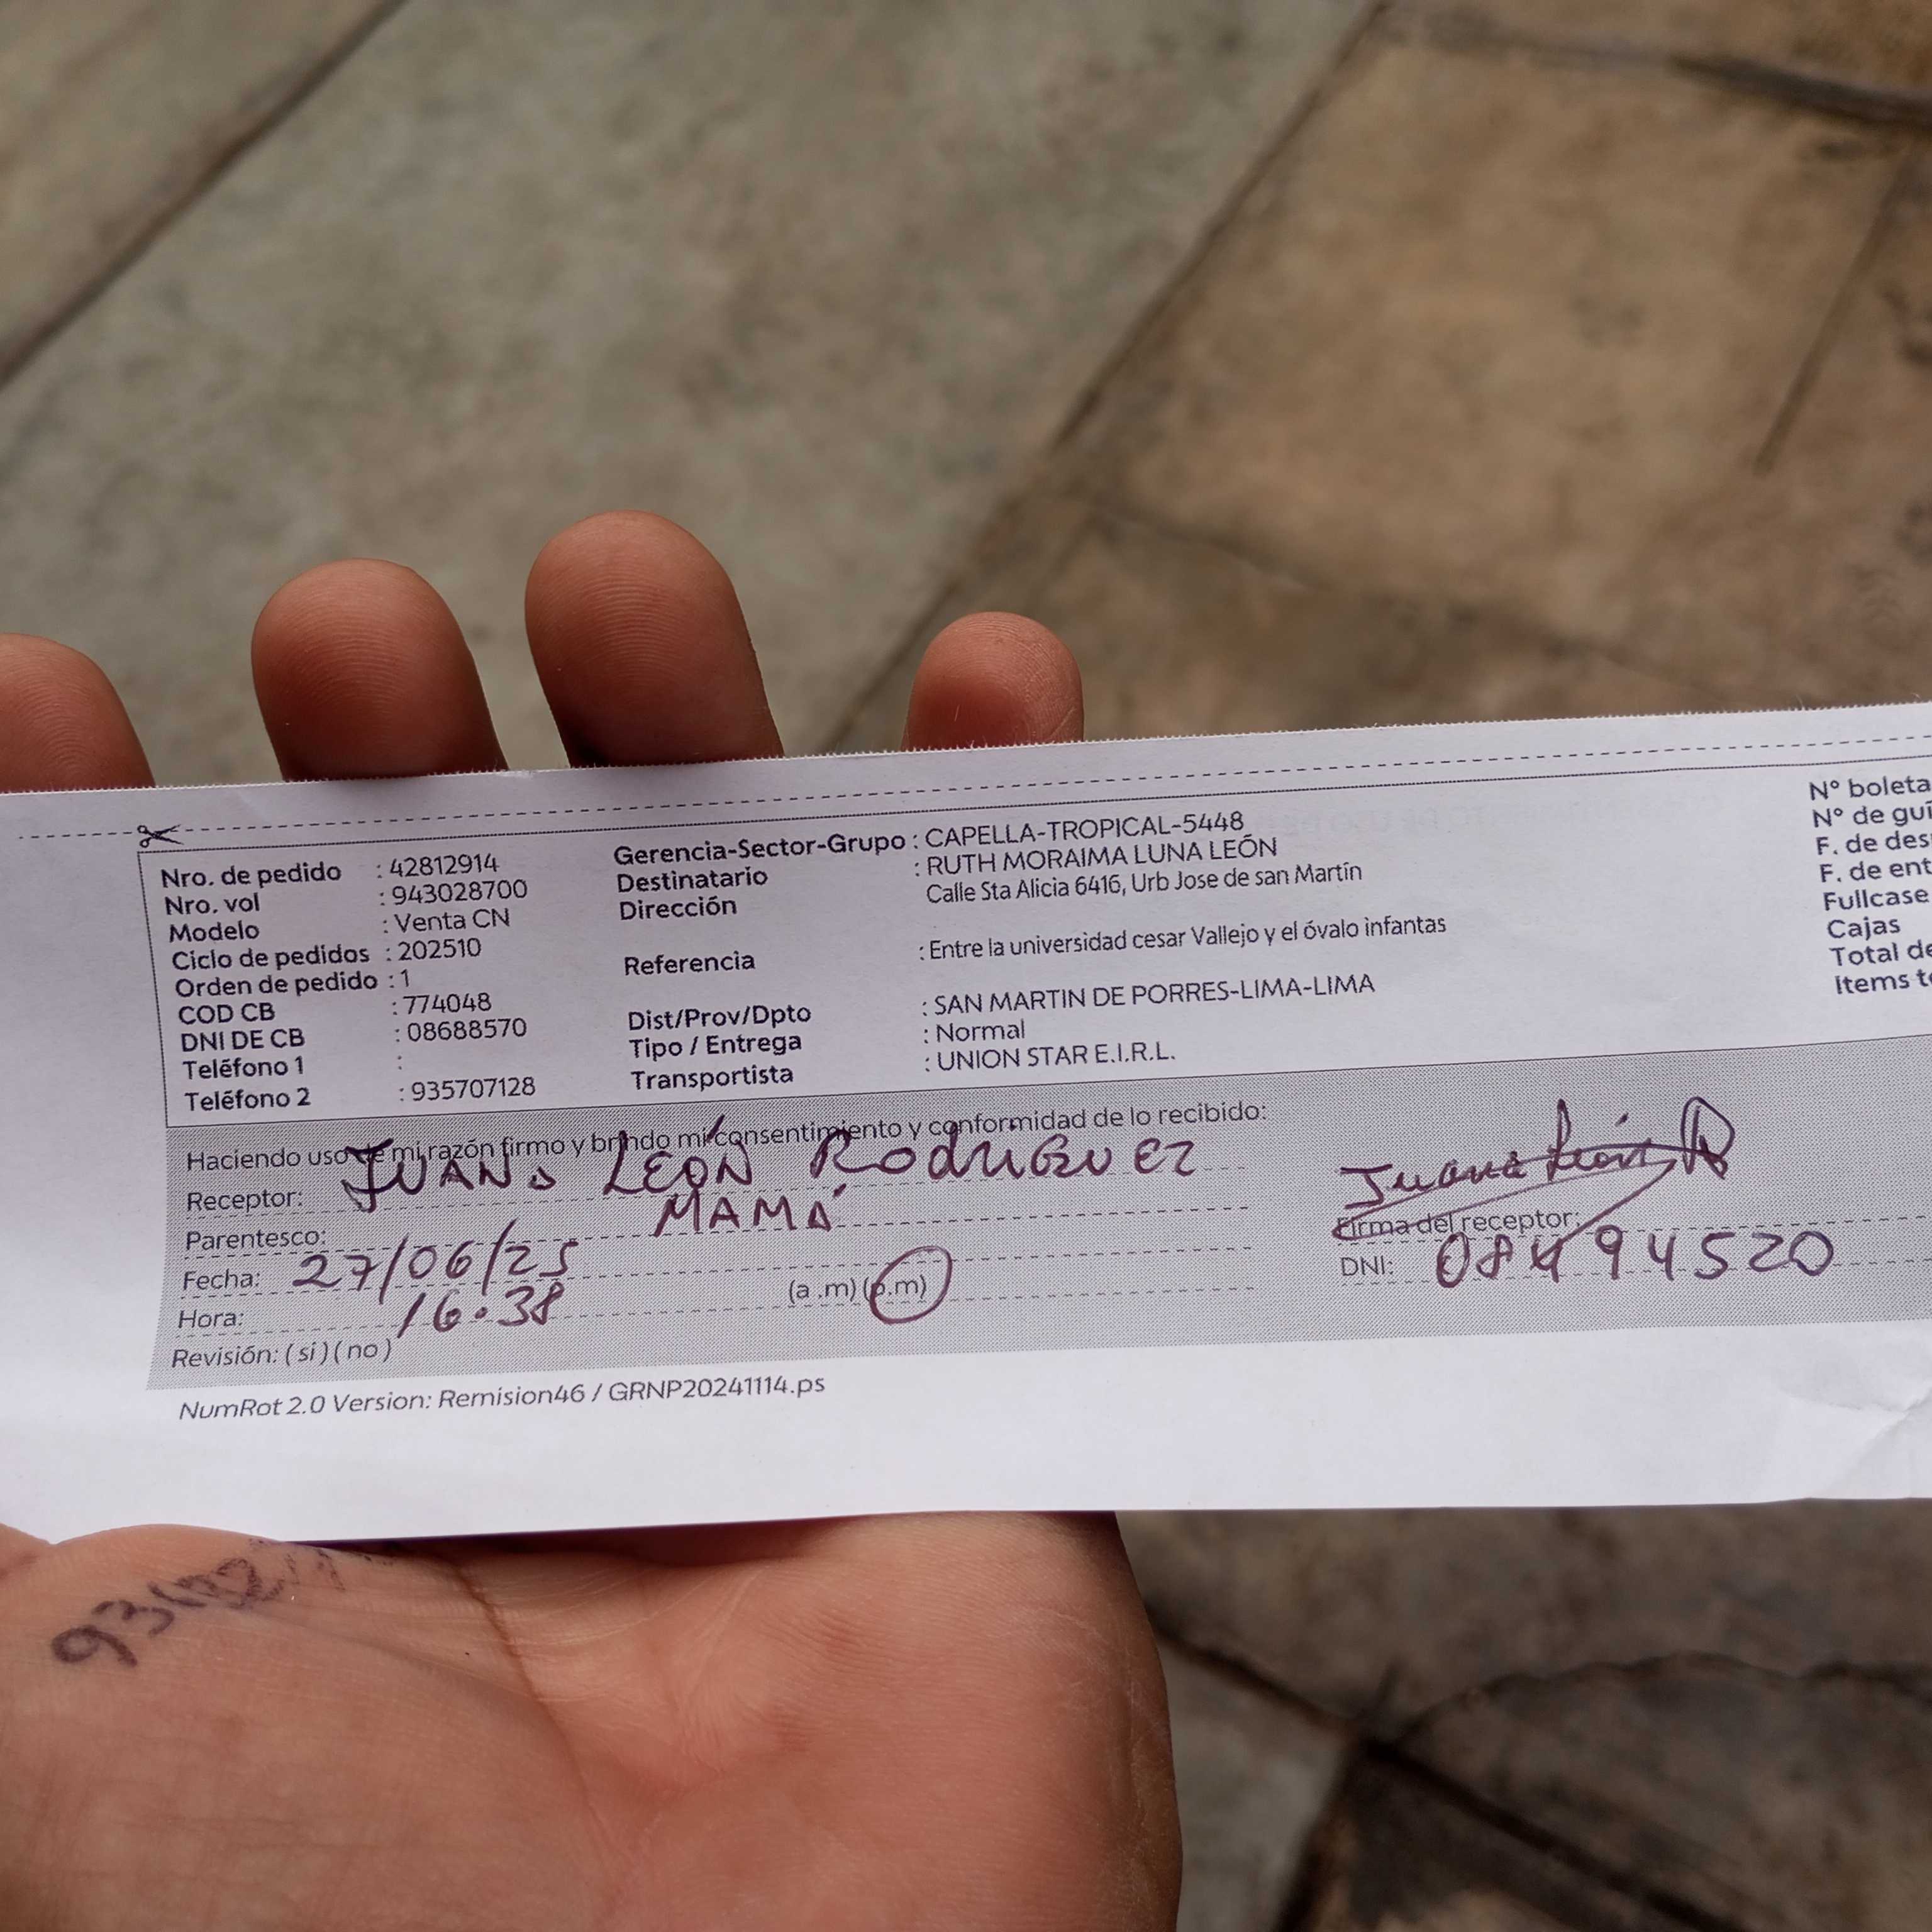 Nro. de pedido : 42812914
Nro. vol : 943028700
Modelo : Venta CN
Ciclo de pedidos : 202510
Orden de pedido : 1
COD CB : 774048
DNI DE CB : 08688570
Teléfono 1 :
Teléfono 2 : 935707128
Gerencia-Sector-Grupo : CAPELLA-TROPICAL-5448
Destinatario : RUTH MORAIMA LUNA LEÓN
Dirección Calle Sta Alicia 6416, Urb Jose de san Martín
Referencia : Entre la universidad cesar Vallejo y el óvalo infantas
Dist/Prov/Dpto : SAN MARTIN DE PORRES-LIMA-LIMA
Tipo / Entrega : Normal
Transportista : UNION STAR E.I.R.L.
Nº boleta
Nº de guí
F. de des
F. de ent
Fullcase
Cajas
Total de
Items t
Haciendo uso de mi razón firmo y brindo mi consentimiento y conformidad de lo recibido:
Receptor: JUANA LEÓN RODRIGUEZ
Parentesco: MAMÁ
Fecha: 27/06/25
Hora: 16.38 (a .m) (p.m)
Revisión: ( si ) ( no )
Juana León R
Firma del receptor:
DNI: 08494520
NumRot 2.0 Version: Remision46 / GRNP20241114.ps